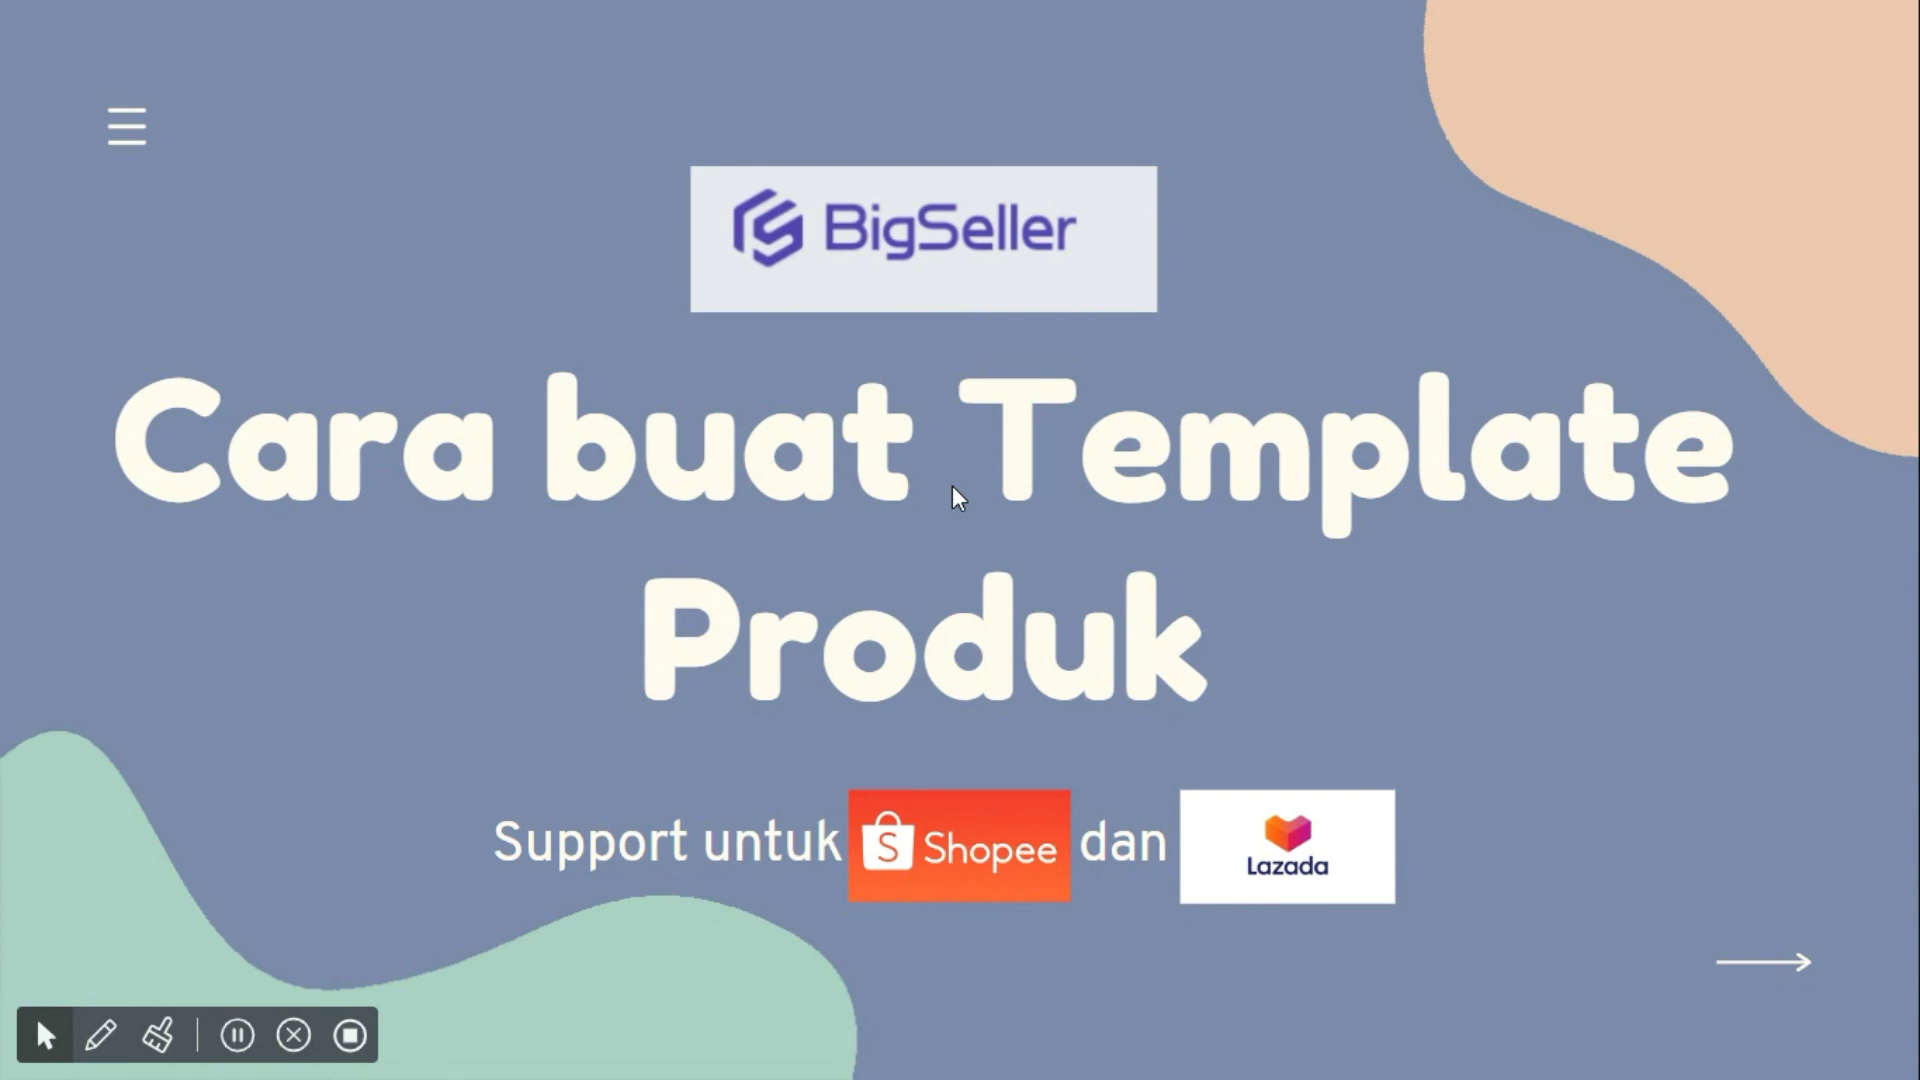 BigSeller
Cara buat Template
Produk
Support untuk Shopee dan Lazada